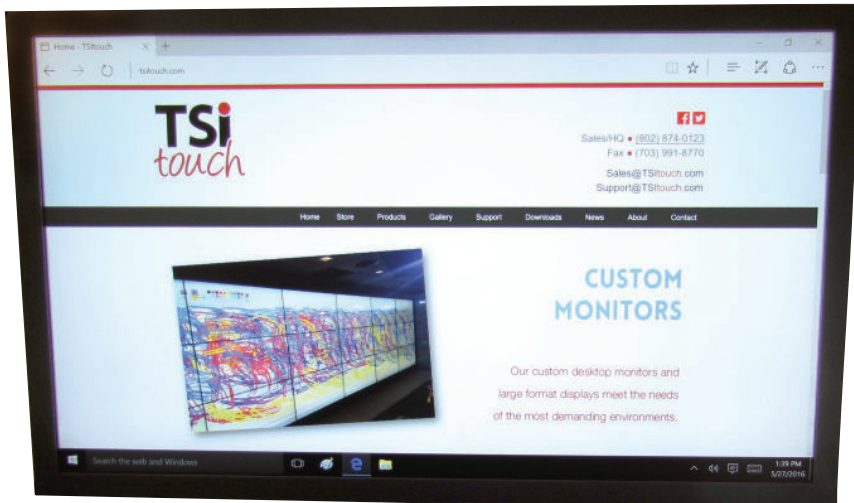 Home - TSItouch
tsitouch.com
TSi
touch
Sales/HQ • (802) 874-0123
Fax • (703) 991-8770
Sales@TSItouch.com
Support@TSItouch.com
Home Store Products Gallery Support Downloads News About Contact
CUSTOM
MONITORS
Our custom desktop monitors and
large format displays meet the needs
of the most demanding environments.
Search the web and Windows
1:39 PM
5/27/2016